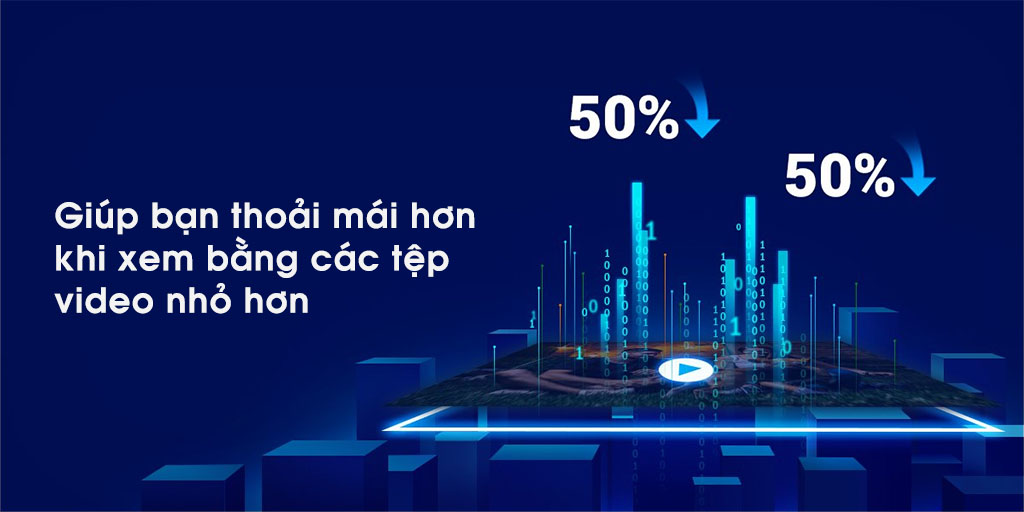 50%
50%
Giúp bạn thoải mái hơn
khi xem bằng các tệp
video nhỏ hơn